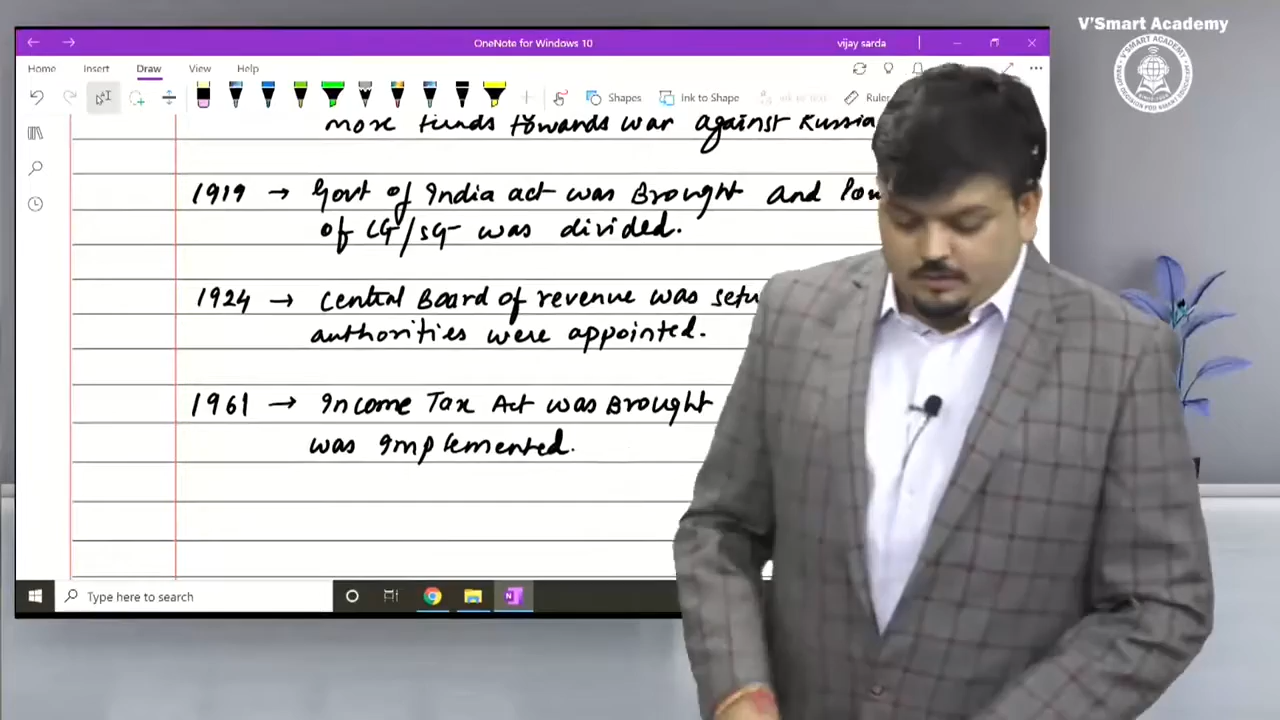 V'Smart Academy
OneNote for Windows 10
vijay sarda
Home Insert Draw View Help
Shapes Ink to Shape Ink to Text Ruler
more funds towards war against Russia
1919 → Govt of India act was Brought and
of CG/SG was divided.
1924 → Central Board of revenue was
authorities were appointed.
1961 → Income Tax Act was Brought
was implemented.
Type here to search